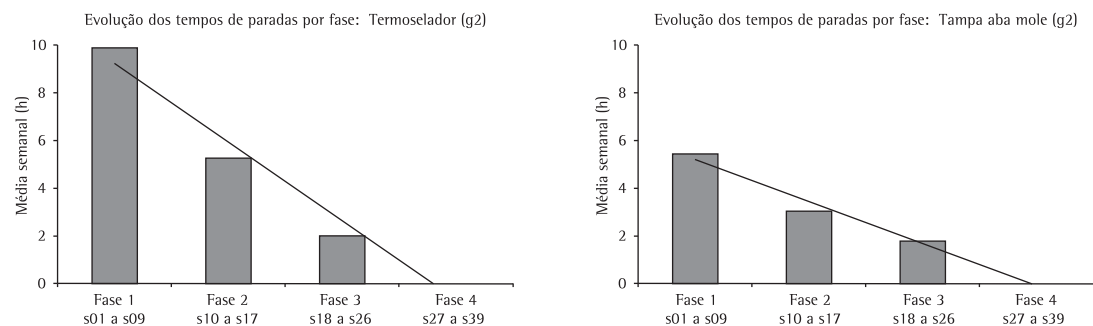 Evolução dos tempos de paradas por fase: Termoselador (g2)
Média semanal (h)
10
8
6
4
2
0
Fase 1 Fase 2 Fase 3 Fase 4
s01 a s09 s10 a s17 s18 a s26 s27 a s39
Evolução dos tempos de paradas por fase: Tampa aba mole (g2)
Média semanal (h)
10
8
6
4
2
0
Fase 1 Fase 2 Fase 3 Fase 4
s01 a s09 s10 a s17 s18 a s26 s27 a s39